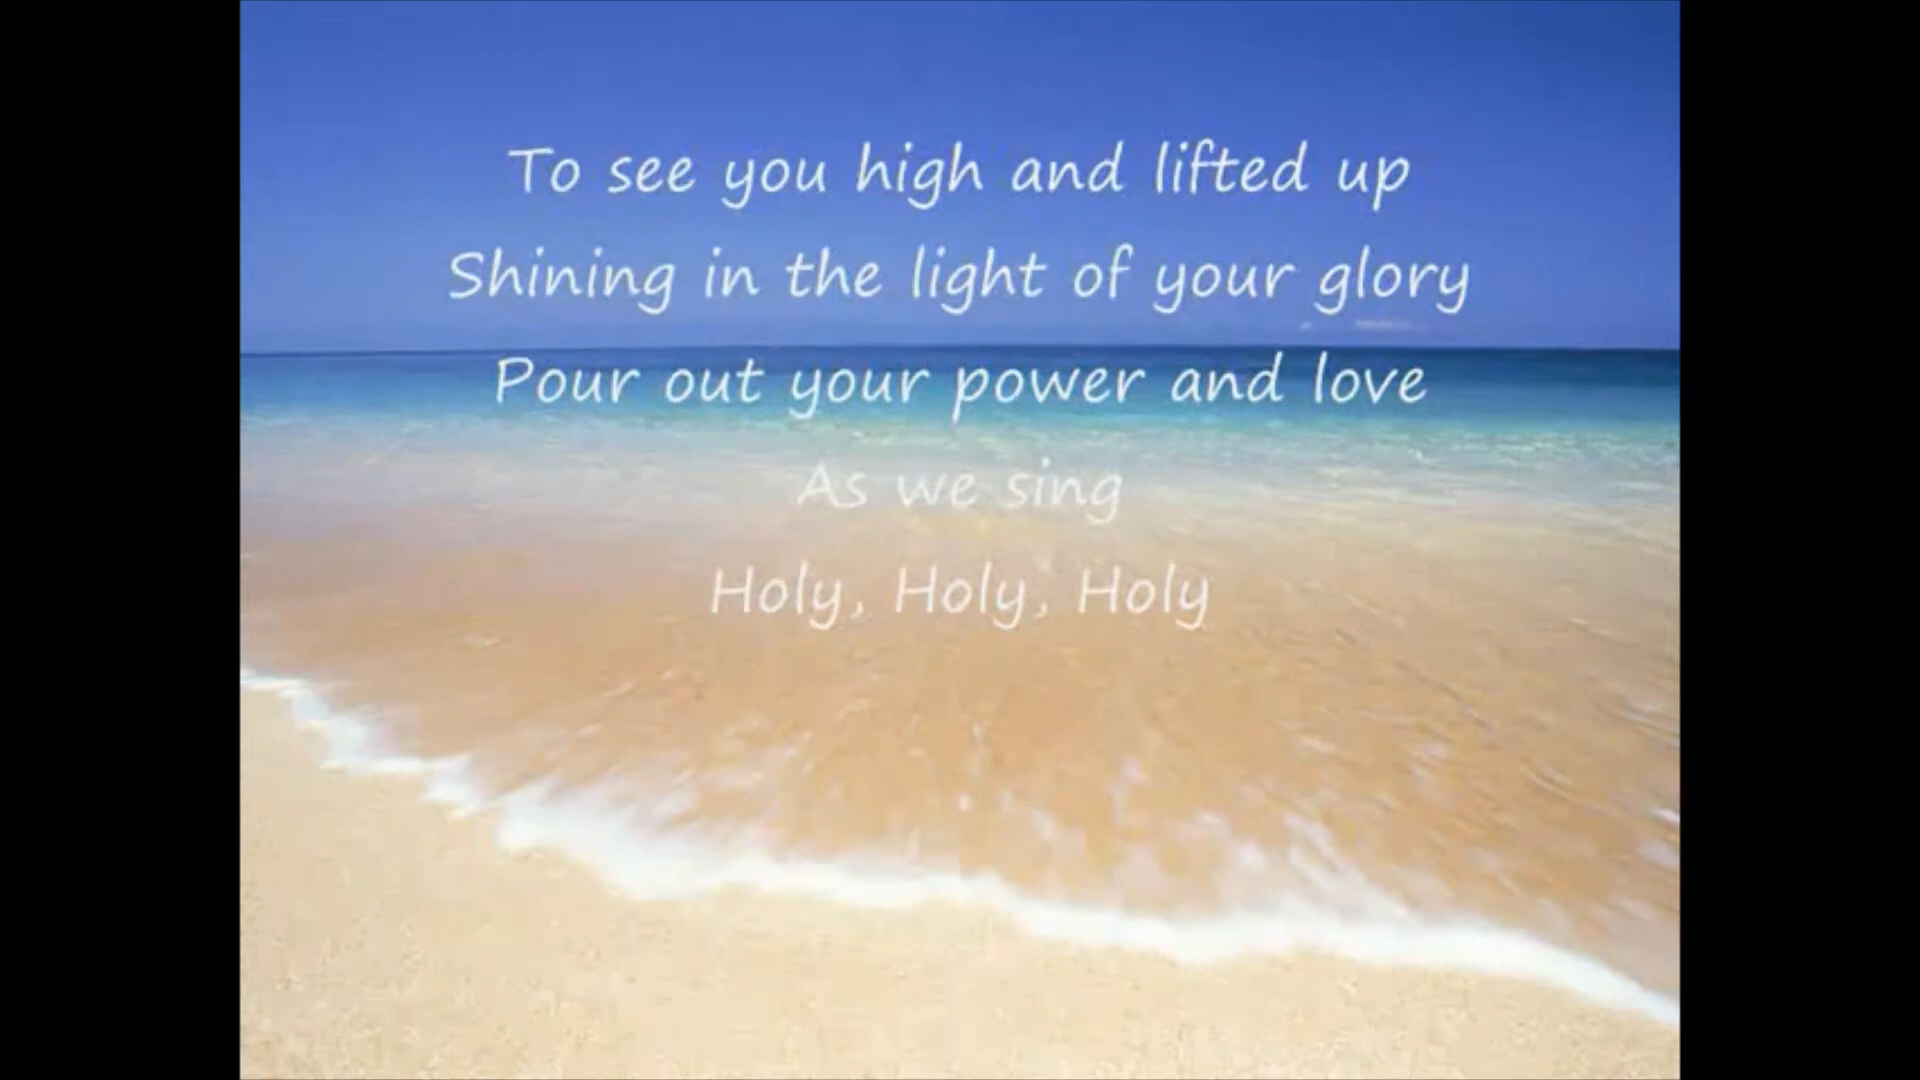 To see you high and lifted up
Shining in the light of your glory
Pour out your power and love
As we sing
Holy, Holy, Holy